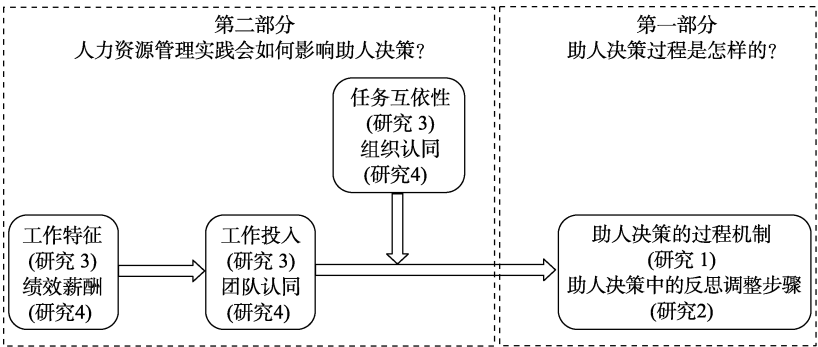 第二部分
人力资源管理实践会如何影响助人决策?
第一部分
助人决策过程是怎样的?
任务互依性
(研究 3)
组织认同
(研究4)
工作特征
(研究 3)
绩效薪酬
(研究4)
工作投入
(研究 3)
团队认同
(研究4)
助人决策的过程机制
(研究 1)
助人决策中的反思调整步骤
(研究2)